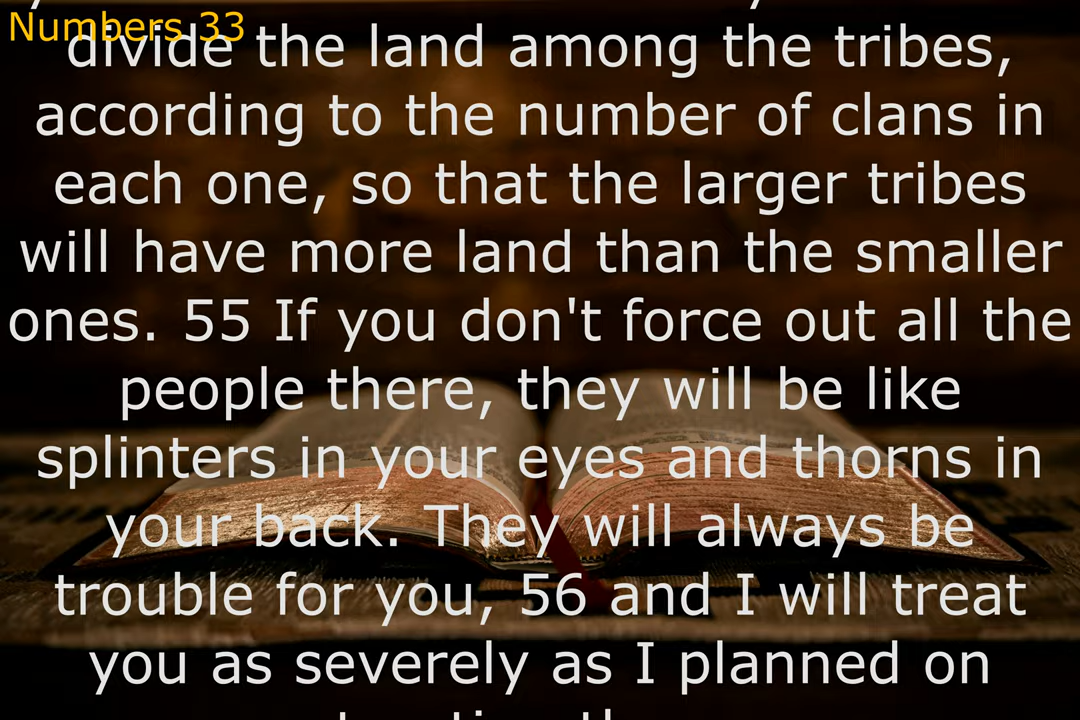 Numbers 33
divide the land among the tribes,
according to the number of clans in
each one, so that the larger tribes
will have more land than the smaller
ones. 55 If you don't force out all the
people there, they will be like
splinters in your eyes and thorns in
your back. They will always be
trouble for you, 56 and I will treat
you as severely as I planned on